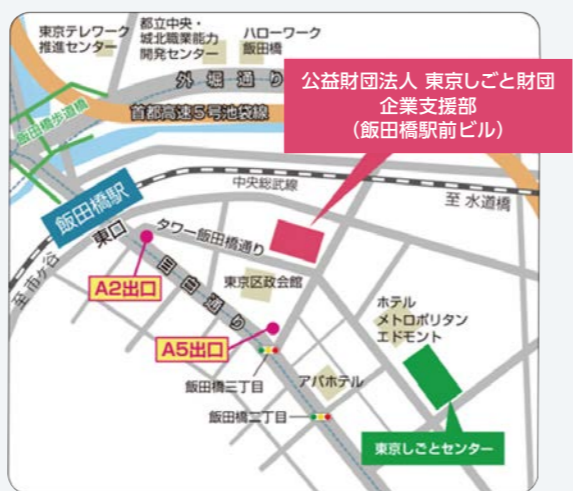 東京テレワーク
推進センター
都立中央・
城北職業能力
開発センター
ハローワーク
飯田橋
外堀通り
首都高速5号池袋線
飯田橋歩道橋
公益財団法人 東京しごと財団
企業支援部
（飯田橋駅前ビル）
中央総武線
至 水道橋
飯田橋駅
東口
至 市ヶ谷
タワー飯田橋通り
A2出口
目白通り
東京区政会館
ホテル
メトロポリタン
エドモント
A5出口
飯田橋三丁目
アパホテル
飯田橋二丁目
東京しごとセンター